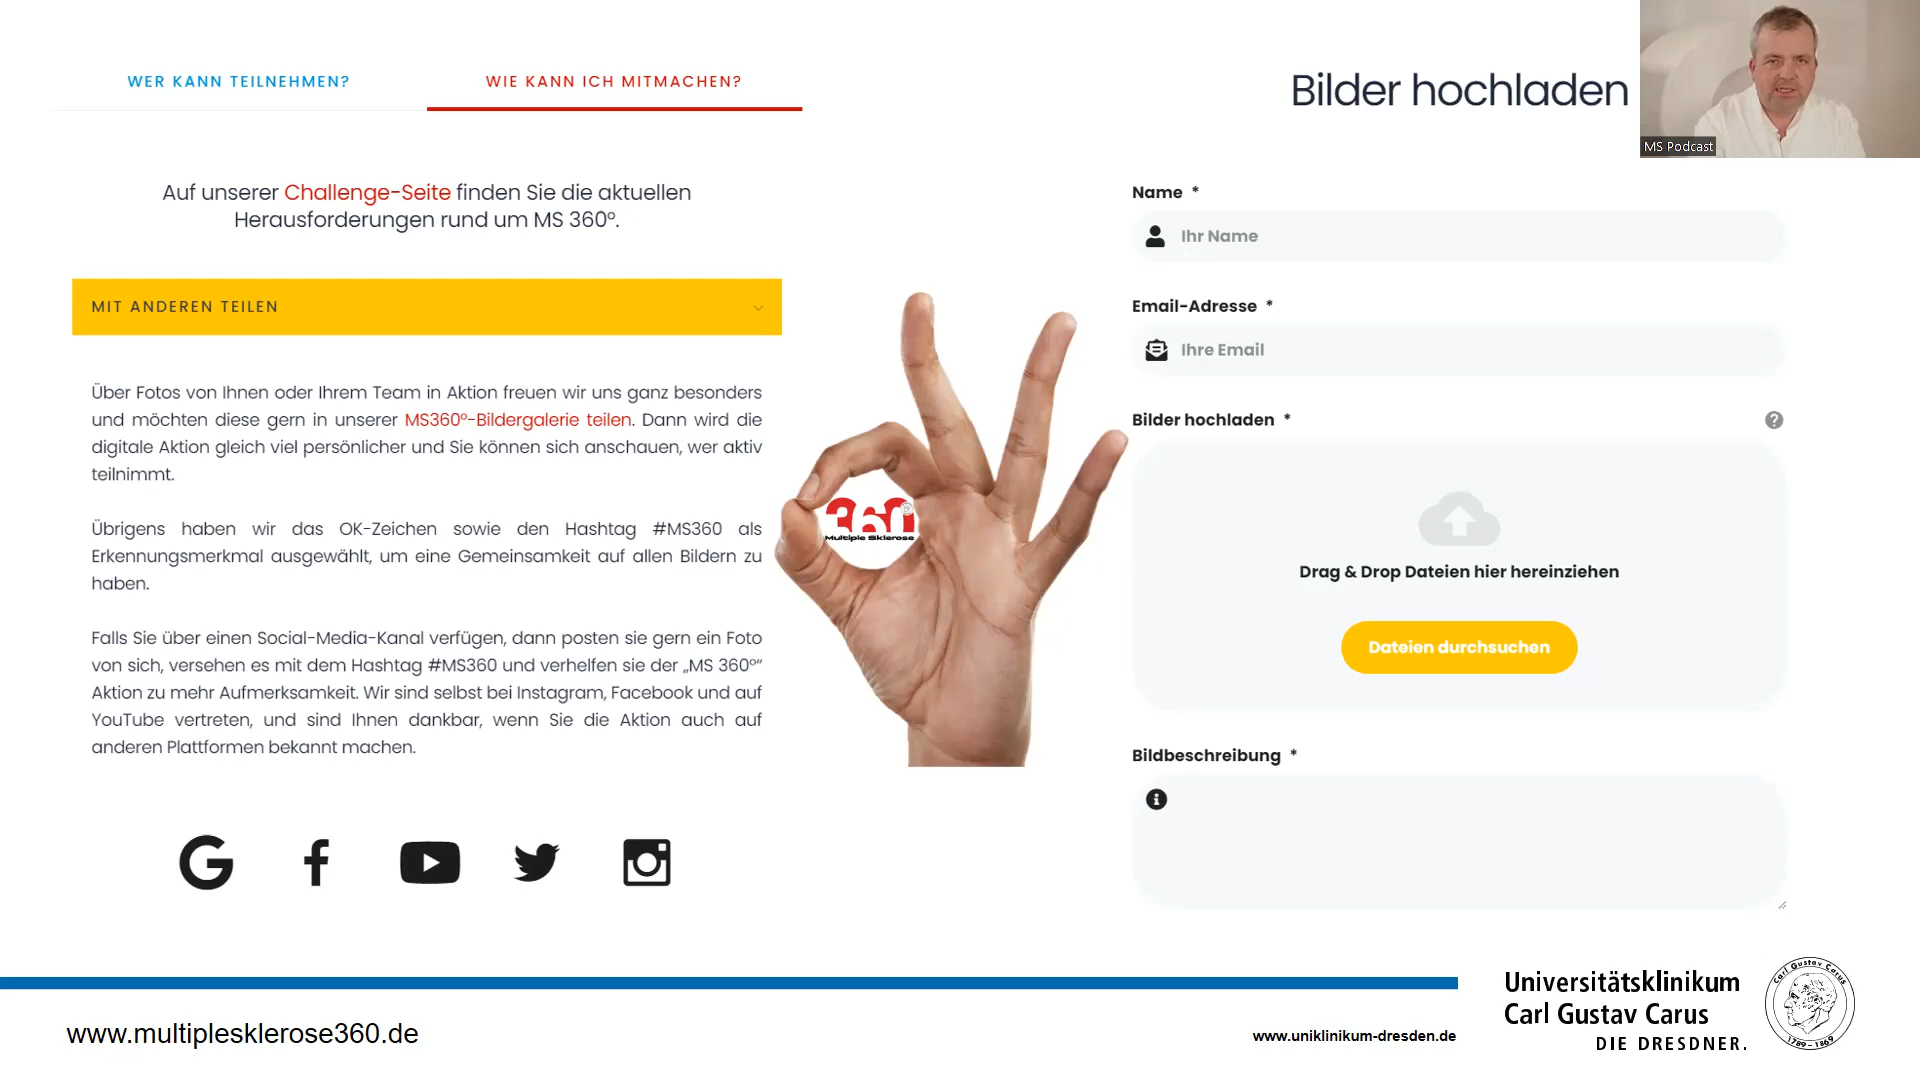 WER KANN TEILNEHMEN?
WIE KANN ICH MITMACHEN?
Auf unserer Challenge-Seite finden Sie die aktuellen
Herausforderungen rund um MS 360°.
MIT ANDEREN TEILEN
Über Fotos von Ihnen oder Ihrem Team in Aktion freuen wir uns ganz besonders
und möchten diese gern in unserer MS360°-Bildergalerie teilen. Dann wird die
digitale Aktion gleich viel persönlicher und Sie können sich anschauen, wer aktiv
teilnimmt.
Übrigens haben wir das OK-Zeichen sowie den Hashtag #MS360 als
Erkennungsmerkmal ausgewählt, um eine Gemeinsamkeit auf allen Bildern zu
haben.
Falls Sie über einen Social-Media-Kanal verfügen, dann posten sie gern ein Foto
von sich, versehen es mit dem Hashtag #MS360 und verhelfen sie der „MS 360°“
Aktion zu mehr Aufmerksamkeit. Wir sind selbst bei Instagram, Facebook und auf
YouTube vertreten, und sind Ihnen dankbar, wenn Sie die Aktion auch auf
anderen Plattformen bekannt machen.
360
Multiple Sklerose
Bilder hochladen
MS Podcast
Name *
Ihr Name
Email-Adresse *
Ihre Email
Bilder hochladen *
Drag & Drop Dateien hier hereinziehen
Dateien durchsuchen
Bildbeschreibung *
www.multiplesklerose360.de
www.uniklinikum-dresden.de
Universitätsklinikum
Carl Gustav Carus
DIE DRESDNER.
Carl Gustav Carus
1789-1869